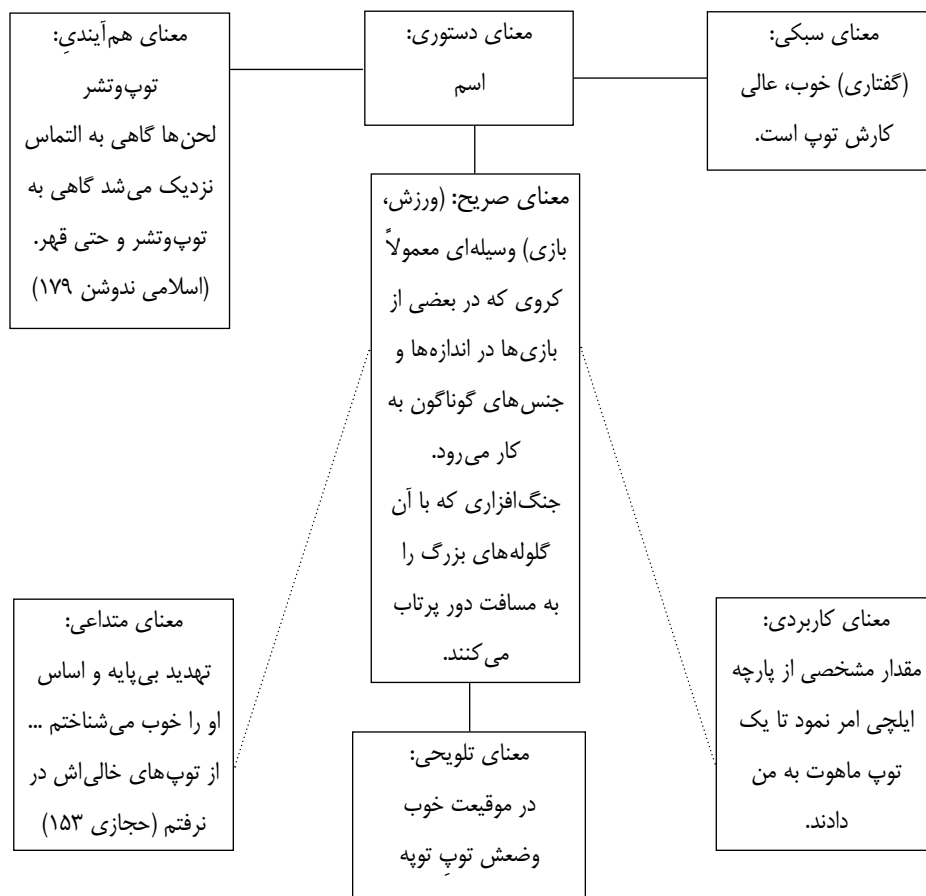 معنای هم‌آیندیِ:
توپ‌وتشر
لحن‌ها گاهی به التماس
نزدیک می‌شد گاهی به
توپ‌وتشر و حتی قهر.
(اسلامی ندوشن ۱۷۹)
معنای دستوری:
اسم
معنای سبکی:
(گفتاری) خوب، عالی
کارش توپ است.
معنای صریح: (ورزش،
بازی) وسیله‌ای معمولاً
کروی که در بعضی از
بازی‌ها در اندازه‌ها و
جنس‌های گوناگون به
کار می‌رود.
جنگ‌افزاری که با آن
گلوله‌های بزرگ را
به مسافت دور پرتاب
می‌کنند.
معنای متداعی:
تهدید بی‌پایه و اساس
او را خوب می‌شناختم ...
از توپ‌های خالی‌اش در
نرفتم (حجازی ۱۵۳)
معنای کاربردی:
مقدار مشخصی از پارچه
ایلچی امر نمود تا یک
توپ ماهوت به من
دادند.
معنای تلویحی:
در موقیعت خوب
وضعش توپِ توپه